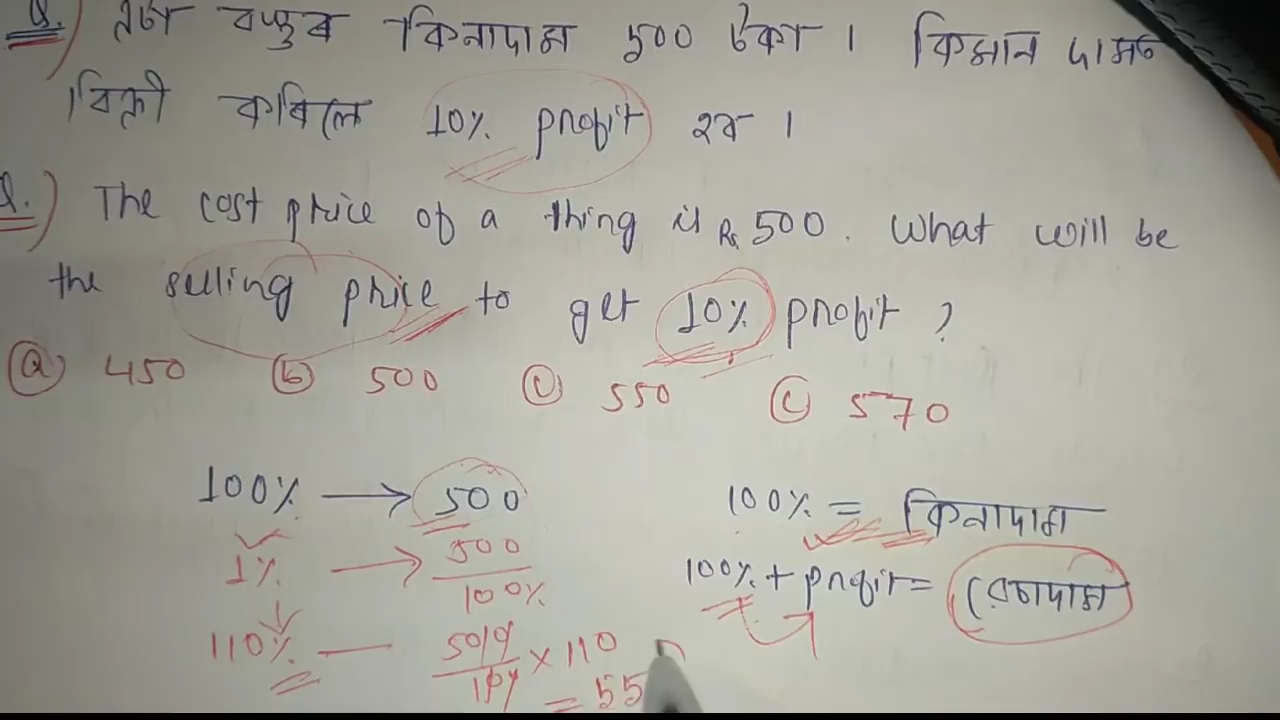 Q.) এটা বস্তুৰ কিনাদাম 500 টকা । কিমান দামত
বিক্ৰী কৰিলে 10% profit হব ।
Q.) The cost price of a thing is Rs 500. What will be
the selling price to get 10% profit ?
(a) 450 (b) 500 (c) 550 (c) 570
100% → 500
1% → 500/100%
110% — 500/100 × 110
= 55
100% = কিনাদাম
100% + profit = বেচাদাম